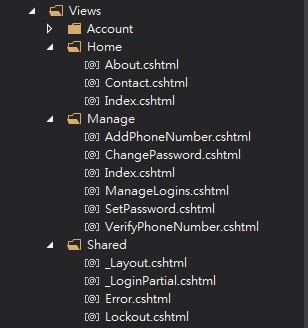 Views
Account
Home
[@] About.cshtml
[@] Contact.cshtml
[@] Index.cshtml
Manage
[@] AddPhoneNumber.cshtml
[@] ChangePassword.cshtml
[@] Index.cshtml
[@] ManageLogins.cshtml
[@] SetPassword.cshtml
[@] VerifyPhoneNumber.cshtml
Shared
[@] _Layout.cshtml
[@] _LoginPartial.cshtml
[@] Error.cshtml
[@] Lockout.cshtml